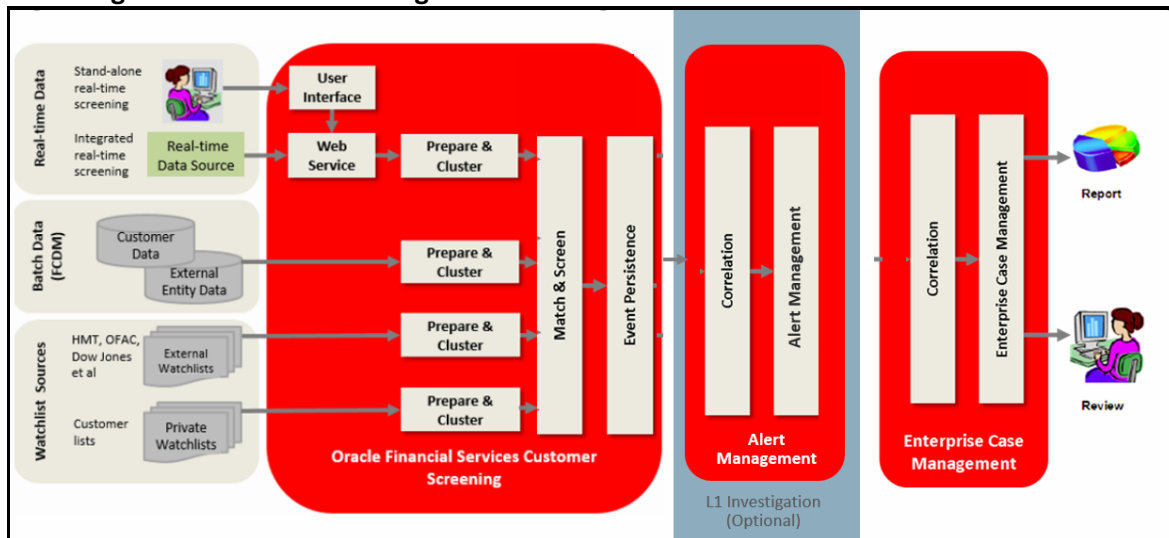 Real-time Data
Stand-alone
real-time
screening
Integrated
real-time
screening
Real-time
Data Source
User
Interface
Web
Service
Prepare &
Cluster
Batch Data
(FCDM)
Customer
Data
External
Entity Data
Prepare &
Cluster
Watchlist Sources
HMT, OFAC,
Dow Jones
et al
External
Watchlists
Prepare &
Cluster
Customer
lists
Private
Watchlists
Prepare &
Cluster
Match & Screen
Event Persistence
Oracle Financial Services Customer
Screening
Correlation
Alert Management
Alert
Management
L1 Investigation
(Optional)
Correlation
Enterprise Case Management
Enterprise Case
Management
Report
Review